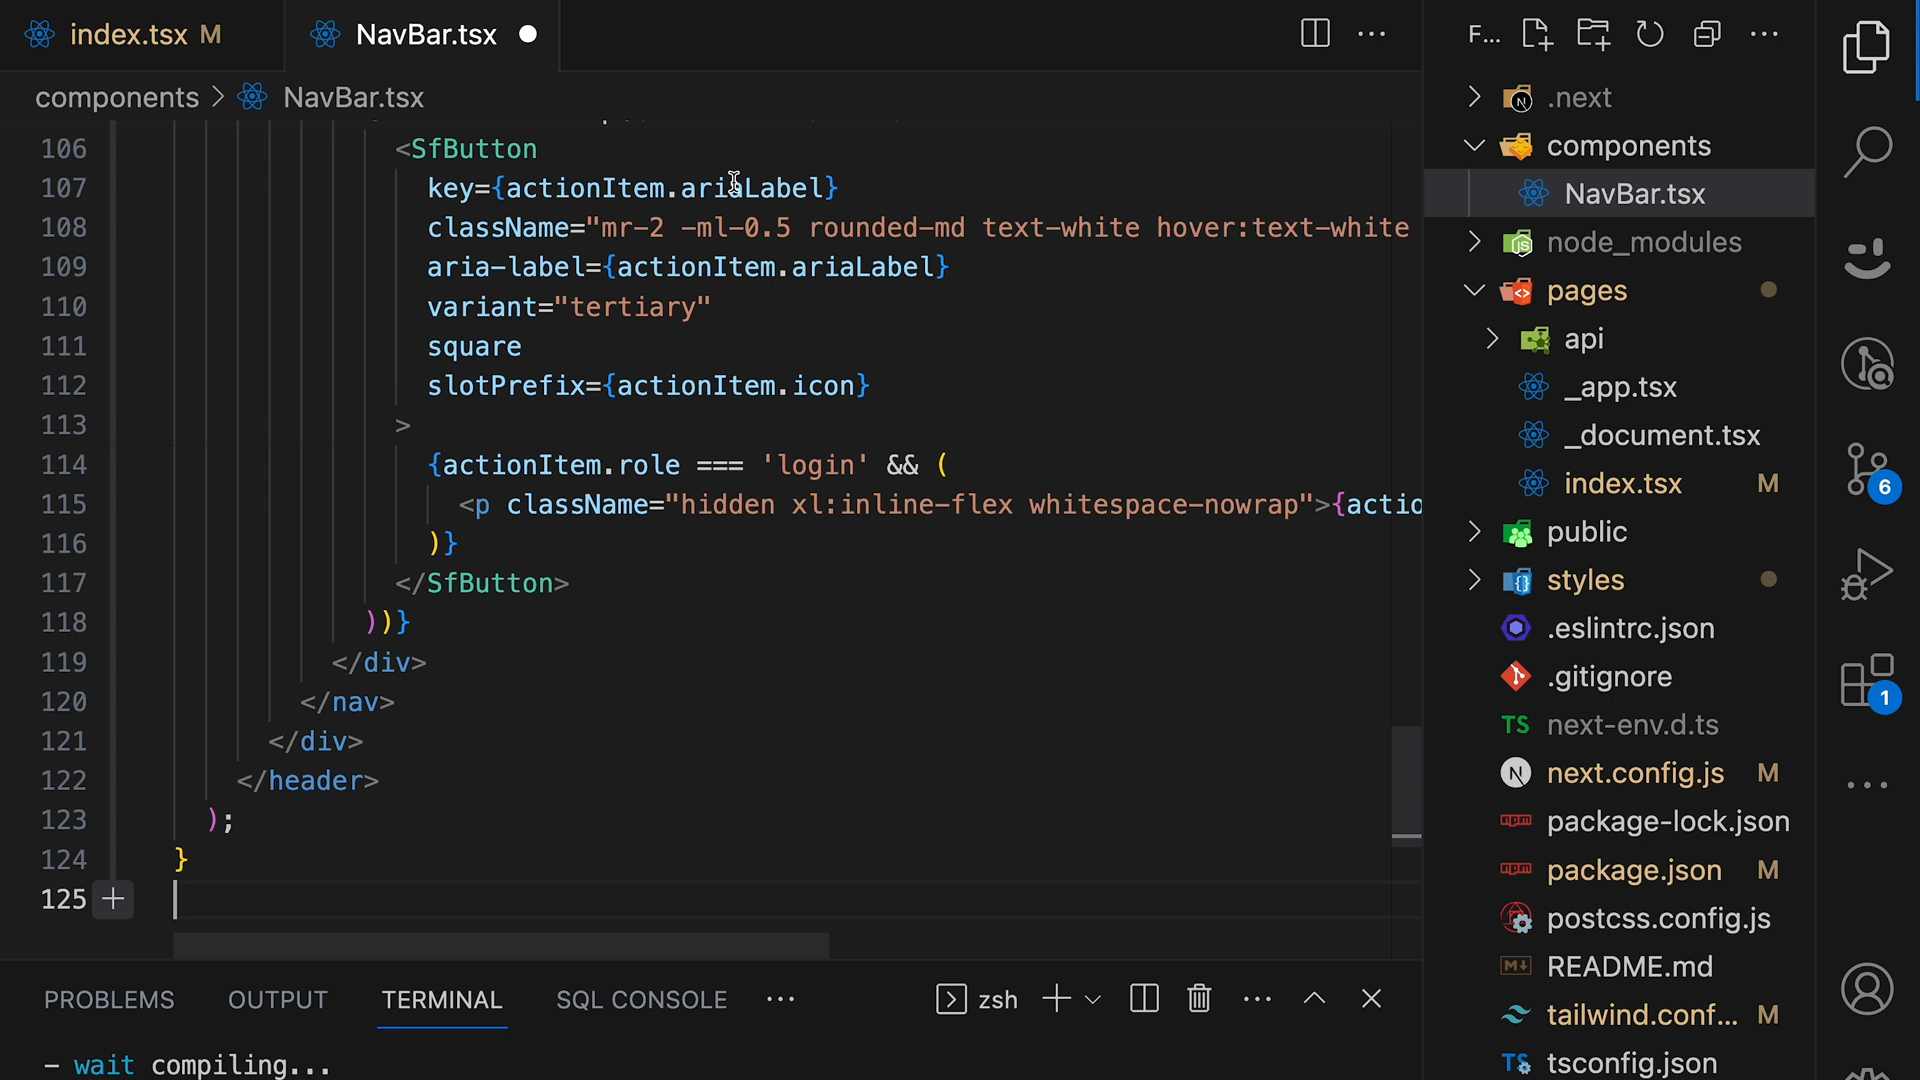 index.tsx M
NavBar.tsx
components > NavBar.tsx
106 <SfButton
107 key={actionItem.ariaLabel}
108 className="mr-2 -ml-0.5 rounded-md text-white hover:text-white
109 aria-label={actionItem.ariaLabel}
110 variant="tertiary"
111 square
112 slotPrefix={actionItem.icon}
113 >
114 {actionItem.role === 'login' && (
115 <p className="hidden xl:inline-flex whitespace-nowrap">{actio
116 )}
117 </SfButton>
118 ))}
119 </div>
120 </nav>
121 </div>
122 </header>
123 );
124 }
125
PROBLEMS OUTPUT TERMINAL SQL CONSOLE ... zsh
- wait compiling...
F...
.next
components
NavBar.tsx
node_modules
pages
api
_app.tsx
_document.tsx
index.tsx M
public
styles
.eslintrc.json
.gitignore
TS next-env.d.ts
N next.config.js M
npm package-lock.json
npm package.json M
postcss.config.js
M README.md
tailwind.conf... M
TS tsconfig.json
6
1